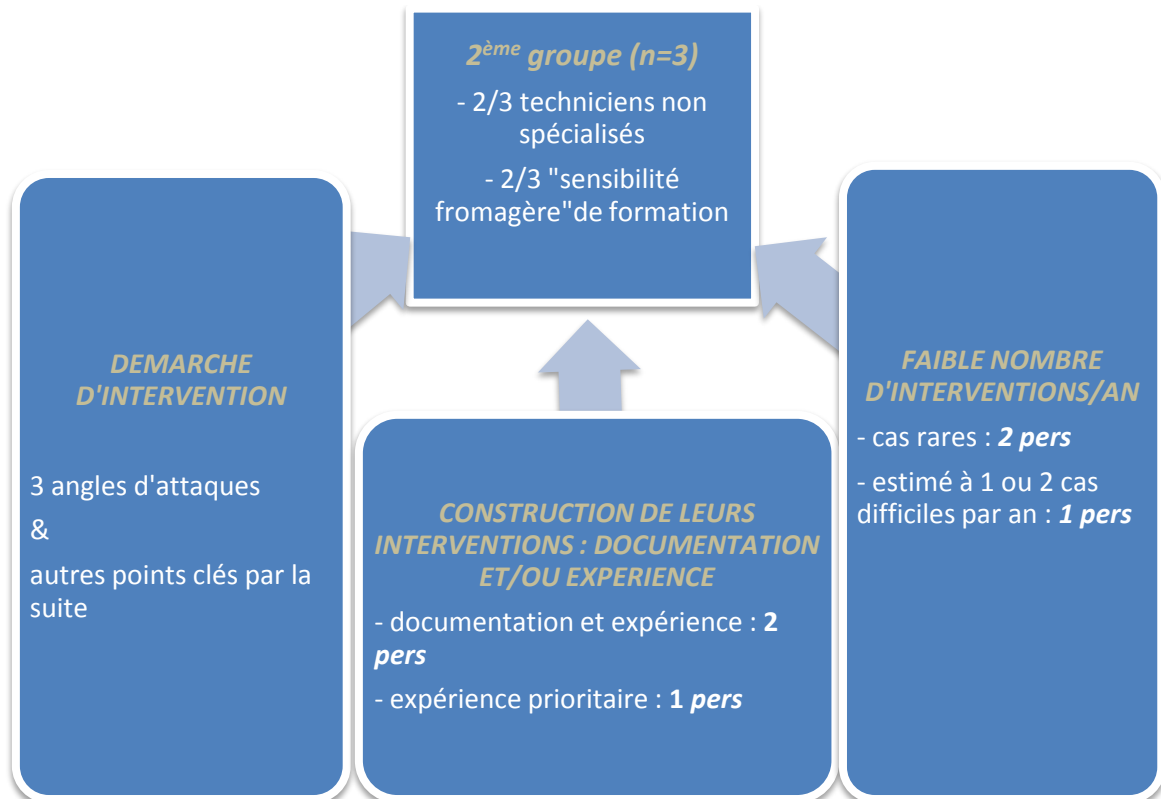 2ème groupe (n=3)
- 2/3 techniciens non
spécialisés
- 2/3 "sensibilité
fromagère"de formation
DEMARCHE
D'INTERVENTION
3 angles d'attaques
&
autres points clés par la
suite
CONSTRUCTION DE LEURS
INTERVENTIONS : DOCUMENTATION
ET/OU EXPERIENCE
- documentation et expérience : 2
pers
- expérience prioritaire : 1 pers
FAIBLE NOMBRE
D'INTERVENTIONS/AN
- cas rares : 2 pers
- estimé à 1 ou 2 cas
difficiles par an : 1 pers